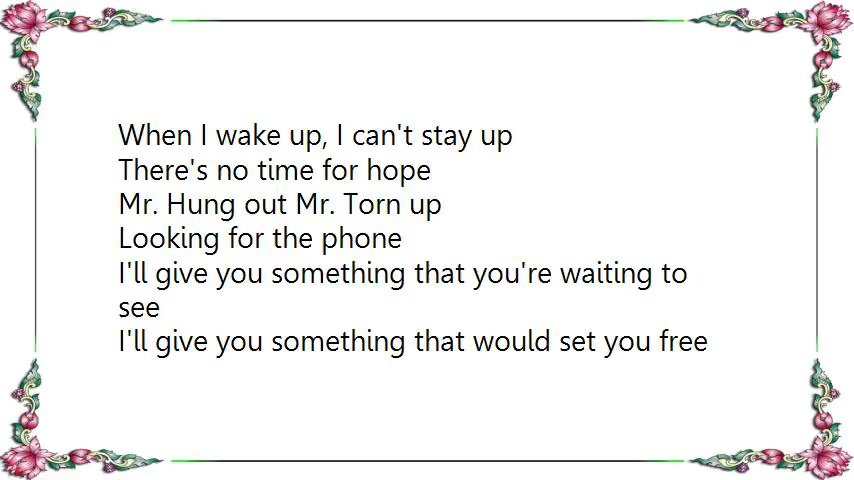 When I wake up, I can't stay up
There's no time for hope
Mr. Hung out Mr. Torn up
Looking for the phone
I'll give you something that you're waiting to
see
I'll give you something that would set you free